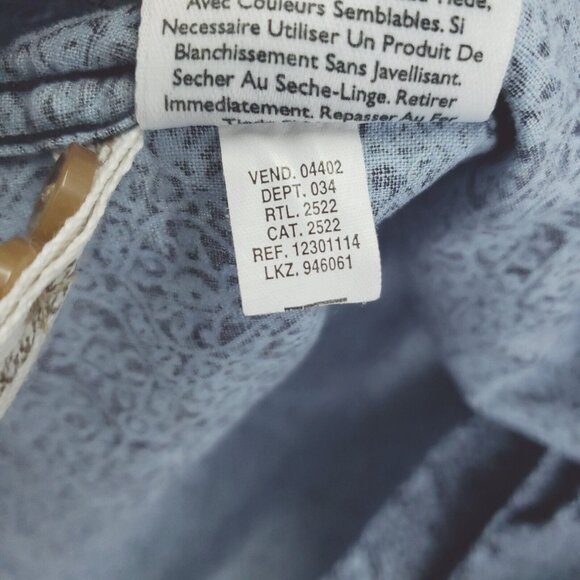 Avec Couleurs Semblables. Si
Necessaire Utiliser Un Produit De
Blanchissement Sans Javellisant.
Secher Au Seche-Linge. Retirer
Immediatement. Repasser Au Fer
VEND. 04402
DEPT. 034
RTL. 2522
CAT. 2522
REF. 12301114
LKZ. 946061